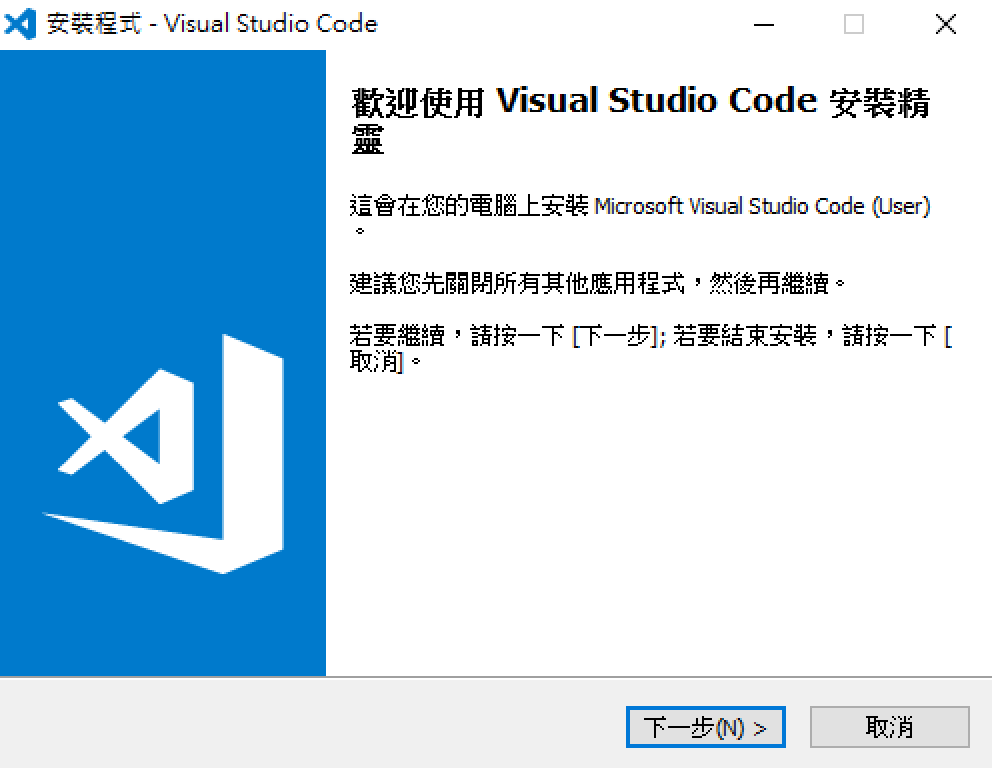 安裝程式 - Visual Studio Code
歡迎使用 Visual Studio Code 安裝精
靈
這會在您的電腦上安裝 Microsoft Visual Studio Code (User)
。
建議您先關閉所有其他應用程式，然後再繼續。
若要繼續，請按一下 [下一步]; 若要結束安裝，請按一下 [
取消]。
下一步(N) >
取消